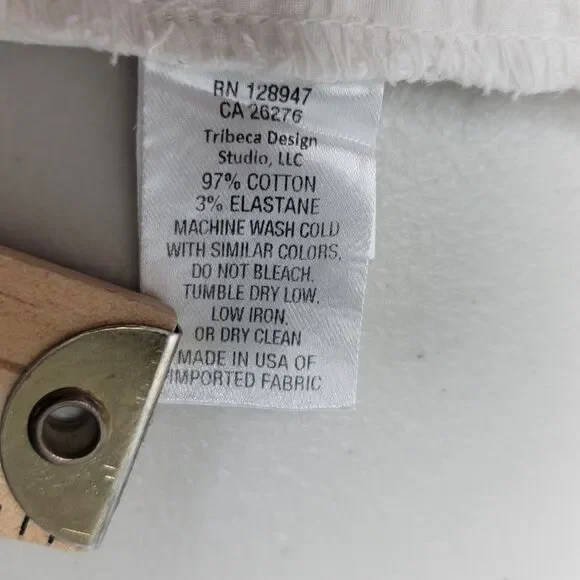 RN 128947
CA 26276
Tribeca Design
Studio, LLC
97% COTTON
3% ELASTANE
MACHINE WASH COLD
WITH SIMILAR COLORS,
DO NOT BLEACH.
TUMBLE DRY LOW.
LOW IRON.
OR DRY CLEAN
MADE IN USA OF
IMPORTED FABRIC